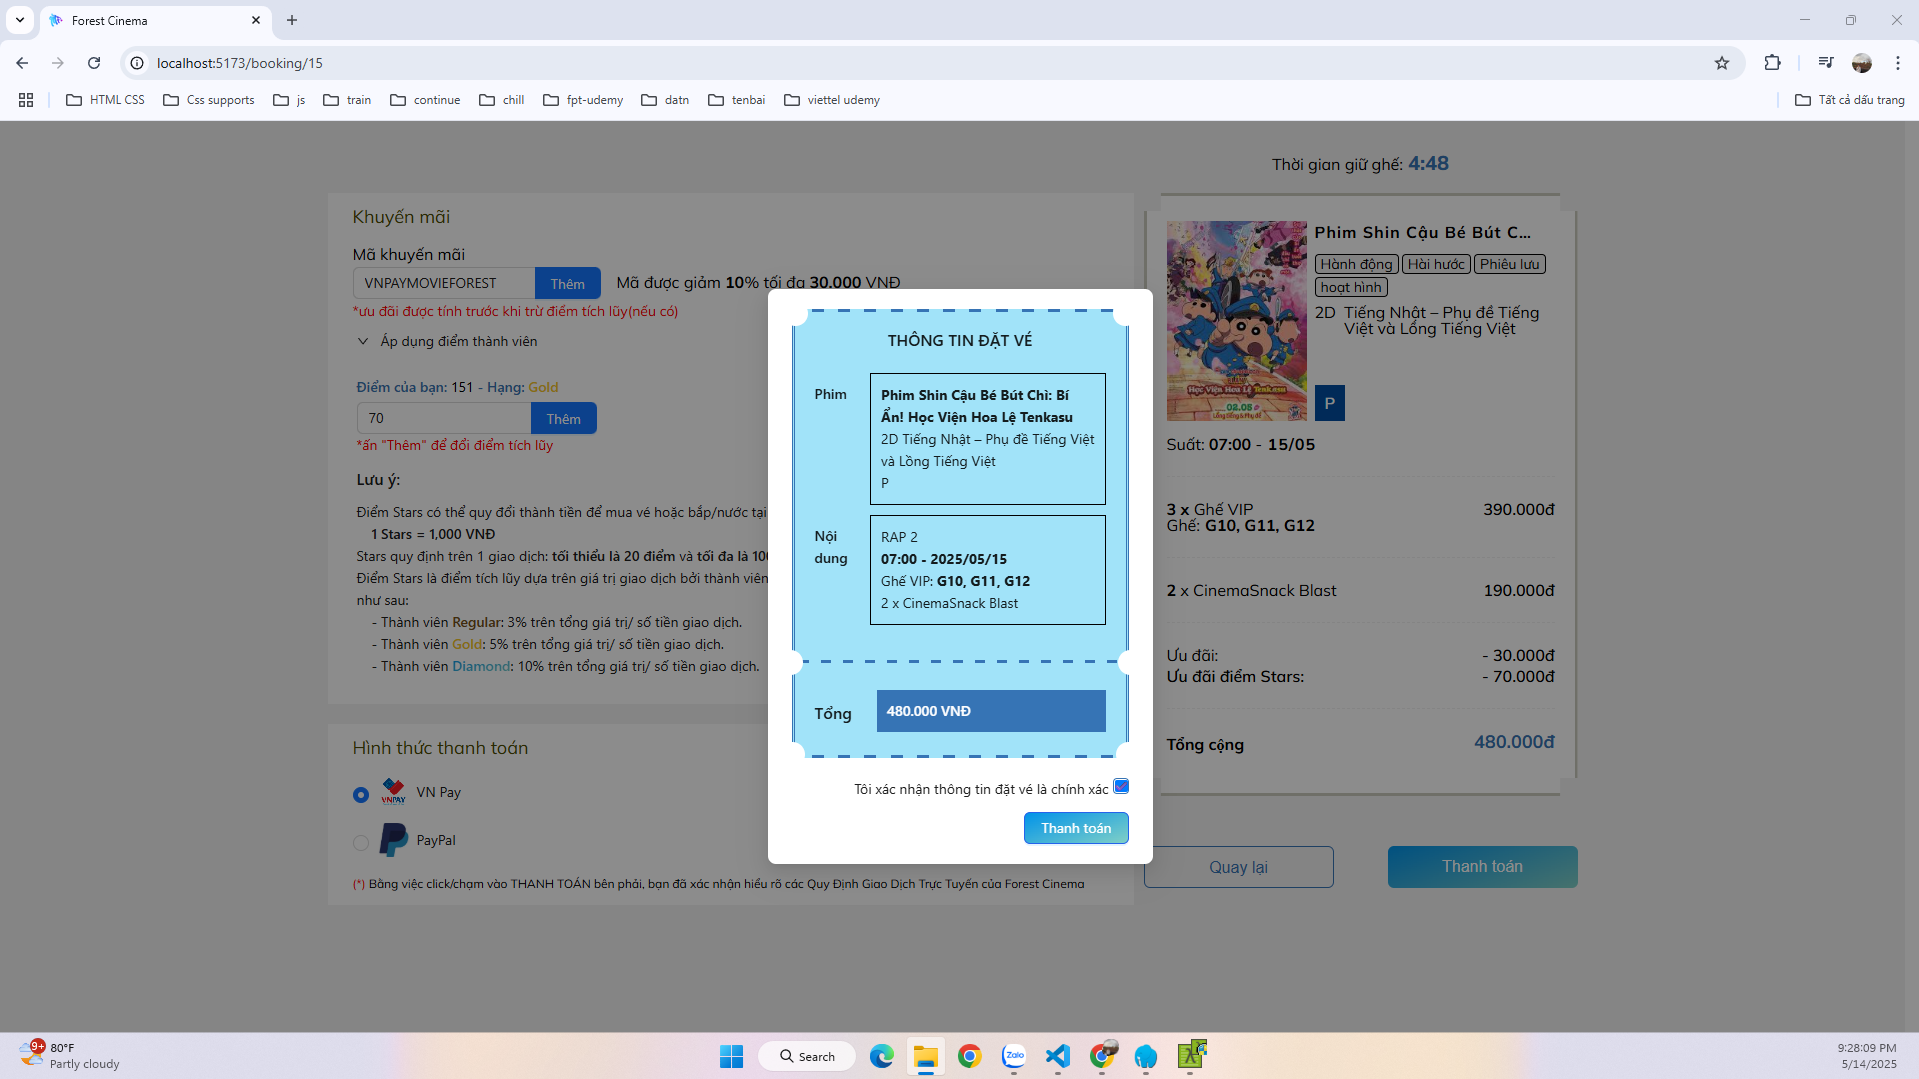 Forest Cinema
localhost:5173/booking/15
HTML CSS
Css supports
js
train
continue
chill
fpt-udemy
datn
tenbai
viettel udemy
Tất cả dấu trang
Thời gian giữ ghế: 4:48
Khuyến mãi
Mã khuyến mãi
VNPAYMOVIEFOREST
Thêm
Mã được giảm 10% tối đa 30.000 VNĐ
*ưu đãi được tính trước khi trừ điểm tích lũy(nếu có)
Áp dụng điểm thành viên
Điểm của bạn: 151 - Hạng: Gold
70
Thêm
*ấn "Thêm" để đổi điểm tích lũy
Lưu ý:
Điểm Stars có thể quy đổi thành tiền để mua vé hoặc bắp/nước tại
1 Stars = 1,000 VNĐ
Stars quy định trên 1 giao dịch: tối thiểu là 20 điểm và tối đa là 100
Điểm Stars là điểm tích lũy dựa trên giá trị giao dịch bởi thành viên
như sau:
- Thành viên Regular: 3% trên tổng giá trị/ số tiền giao dịch.
- Thành viên Gold: 5% trên tổng giá trị/ số tiền giao dịch.
- Thành viên Diamond: 10% trên tổng giá trị/ số tiền giao dịch.
Hình thức thanh toán
VNPAY
VN Pay
PayPal
(*) Bằng việc click/chạm vào THANH TOÁN bên phải, bạn đã xác nhận hiểu rõ các Quy Định Giao Dịch Trực Tuyến của Forest Cinema
THÔNG TIN ĐẶT VÉ
Phim
Phim Shin Cậu Bé Bút Chì: Bí
Ẩn! Học Viện Hoa Lệ Tenkasu
2D Tiếng Nhật – Phụ đề Tiếng Việt
và Lồng Tiếng Việt
P
Nội
dung
RAP 2
07:00 - 2025/05/15
Ghế VIP: G10, G11, G12
2 x CinemaSnack Blast
Tổng
480.000 VNĐ
Tôi xác nhận thông tin đặt vé là chính xác
Thanh toán
Học Viện Hoa Lệ Tenkasu
02.05
Lồng tiếng & Phụ đề
Phim Shin Cậu Bé Bút C...
Hành động
Hài hước
Phiêu lưu
hoạt hình
2D Tiếng Nhật – Phụ đề Tiếng
Việt và Lồng Tiếng Việt
P
Suất: 07:00 - 15/05
3 x Ghế VIP
390.000đ
Ghế: G10, G11, G12
2 x CinemaSnack Blast
190.000đ
Ưu đãi:
- 30.000đ
Ưu đãi điểm Stars:
- 70.000đ
Tổng cộng
480.000đ
Quay lại
Thanh toán
9+
80°F
Partly cloudy
Search
Zalo
9:28:09 PM
5/14/2025